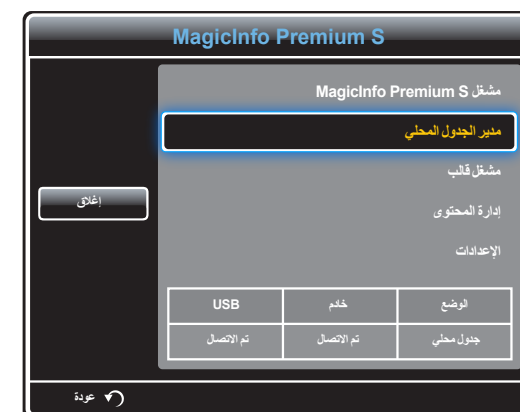 MagicInfo Premium S
مشغل MagicInfo Premium S
مدير الجدول المحلي
مشغل قالب
إدارة المحتوى
الإعدادات
إغلاق
الوضع خادم USB
جدول محلي تم الاتصال تم الاتصال
عودة